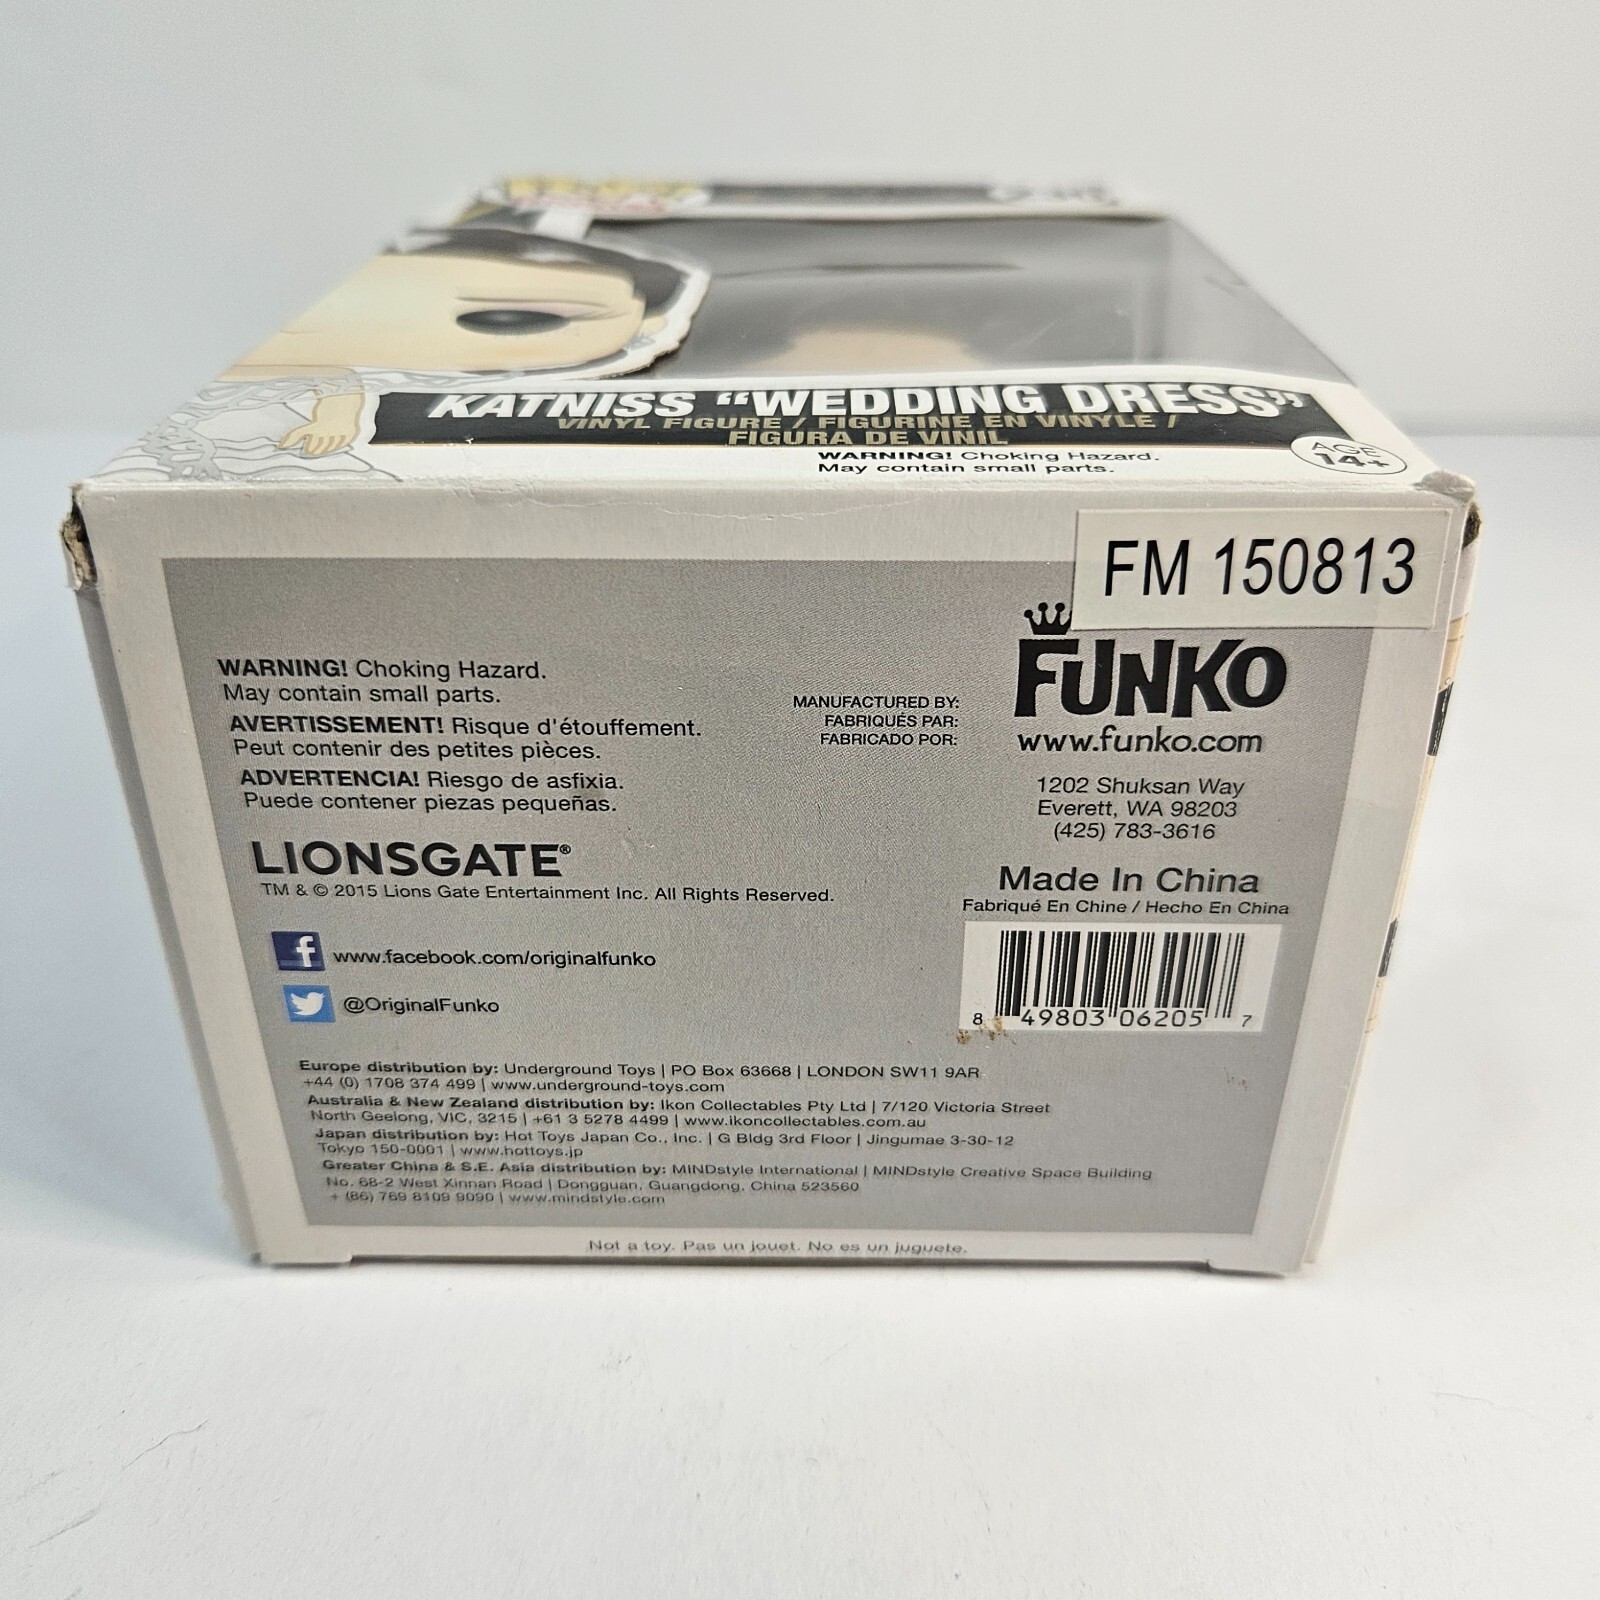 KATNISS “WEDDING DRESS”
VINYL FIGURE / FIGURINE EN VINYLE /
FIGURA DE VINIL
WARNING! Choking Hazard.
May contain small parts.
AGE
14+
FM 150813
WARNING! Choking Hazard.
May contain small parts.
AVERTISSEMENT! Risque d'étouffement.
Peut contenir des petites pièces.
ADVERTENCIA! Riesgo de asfixia.
Puede contener piezas pequeñas.
MANUFACTURED BY:
FABRIQUÉS PAR:
FABRICADO POR:
FUNKO
www.funko.com
1202 Shuksan Way
Everett, WA 98203
(425) 783-3616
LIONSGATE®
TM & © 2015 Lions Gate Entertainment Inc. All Rights Reserved.
Made In China
Fabriqué En Chine / Hecho En China
f www.facebook.com/originalfunko
@OriginalFunko
8 49803 06205 7
Europe distribution by: Underground Toys | PO Box 63668 | LONDON SW11 9AR
+44 (0) 1708 374 499 | www.underground-toys.com
Australia & New Zealand distribution by: Ikon Collectables Pty Ltd | 7/120 Victoria Street
North Geelong, VIC, 3215 | +61 3 5278 4499 | www.ikoncollectables.com.au
Japan distribution by: Hot Toys Japan Co., Inc. | G Bldg 3rd Floor | Jingumae 3-30-12
Tokyo 150-0001 | www.hottoys.jp
Greater China & S.E. Asia distribution by: MINDstyle International | MINDstyle Creative Space Building
No. 68-2 West Xinnan Road | Dongguan, Guangdong, China 523560
+ (86) 769 8109 9090 | www.mindstyle.com
Not a toy. Pas un jouet. No es un juguete.